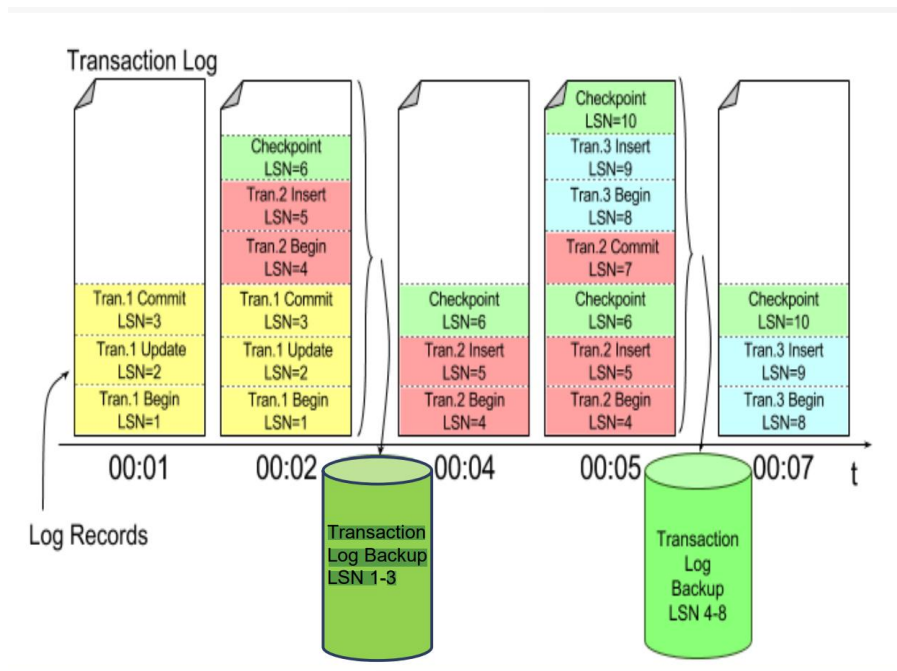 Transaction Log
Tran.1 Commit
LSN=3
Tran.1 Update
LSN=2
Tran.1 Begin
LSN=1
Checkpoint
LSN=6
Tran.2 Insert
LSN=5
Tran.2 Begin
LSN=4
Tran.1 Commit
LSN=3
Tran.1 Update
LSN=2
Tran.1 Begin
LSN=1
Checkpoint
LSN=6
Tran.2 Insert
LSN=5
Tran.2 Begin
LSN=4
Checkpoint
LSN=10
Tran.3 Insert
LSN=9
Tran.3 Begin
LSN=8
Tran.2 Commit
LSN=7
Checkpoint
LSN=6
Tran.2 Insert
LSN=5
Tran.2 Begin
LSN=4
Checkpoint
LSN=10
Tran.3 Insert
LSN=9
Tran.3 Begin
LSN=8
00:01 00:02 00:04 00:05 00:07 t
Log Records
Transaction
Log Backup
LSN 1-3
Transaction
Log
Backup
LSN 4-8